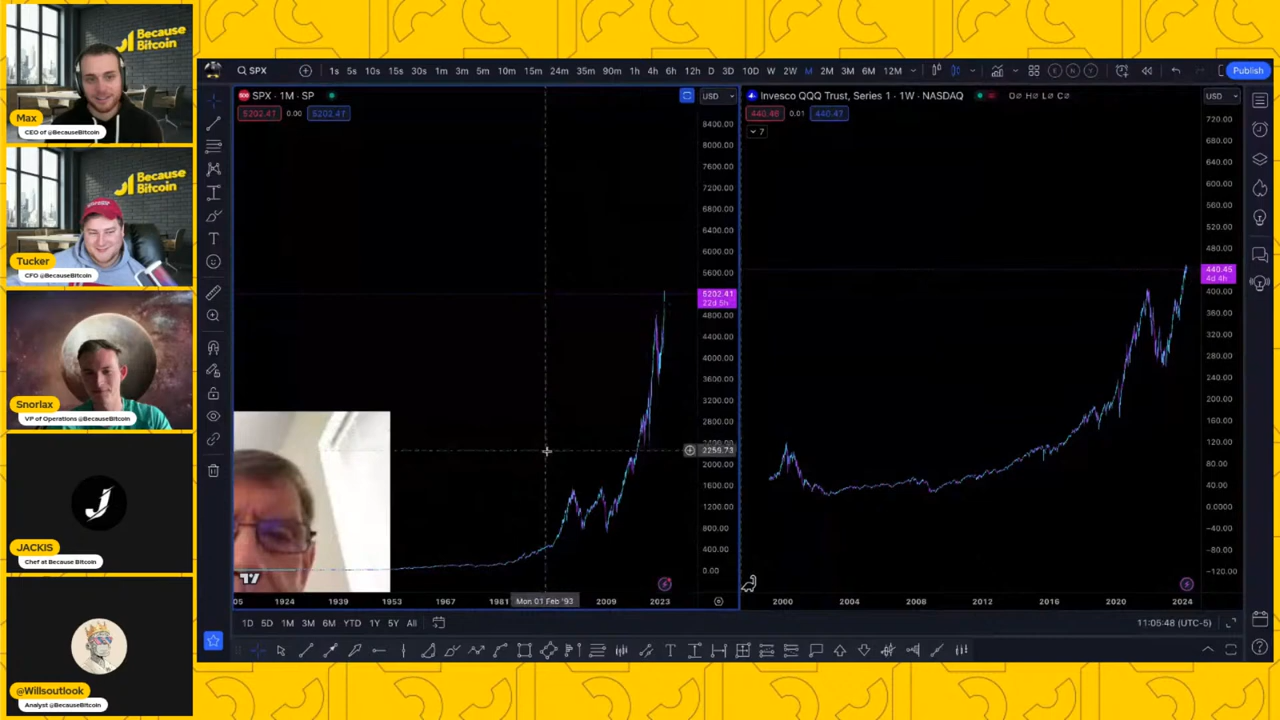 Because
Bitcoin
Max
CEO of @BecauseBitcoin
Because
Bitcoin
Tucker
CFO @BecauseBitcoin
Snorlax
VP of Operations @BecauseBitcoin
JACKIS
Chef at Because Bitcoin
@Willsoutlook
Analyst @BecauseBitcoin
SPX 1s 5s 10s 15s 30s 1m 3m 5m 10m 15m 24m 35m 90m 1h 4h 6h 12h D 3D 10D W 2W M 2M 3M 6M 12M E N Y Publish
SPX · 1M · SP
USD
5202.41 0.00 5202.41
8400.00
8000.00
7600.00
7200.00
6800.00
6400.00
6000.00
5600.00
5202.41
22d 5h
4800.00
4400.00
4000.00
3600.00
3200.00
2800.00
2259.73
2000.00
1600.00
1200.00
800.00
400.00
0.00
05 1924 1939 1953 1967 1981 Mon 01 Feb '93 2009 2023
Invesco QQQ Trust, Series 1 · 1W · NASDAQ O∅ H∅ L∅ C∅
USD
440.46 0.01 440.47
7
720.00
680.00
640.00
600.00
560.00
520.00
480.00
440.45
4d 4h
400.00
360.00
320.00
280.00
240.00
200.00
160.00
120.00
80.00
40.00
0.0000
−40.00
−80.00
−120.00
2000 2004 2008 2012 2016 2020 2024
1D 5D 1M 3M 6M YTD 1Y 5Y All
11:05:48 (UTC-5)